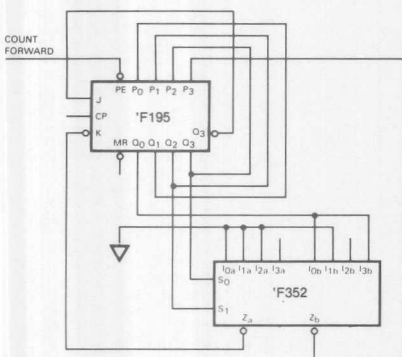 COUNT
FORWARD
PE P0 P1 P2 P3
J
CP
'F195
K
Q3
MR Q0 Q1 Q2 Q3
I0a I1a I2a I3a I0b I1b I2b I3b
S0
'F352
S1
Za Zb